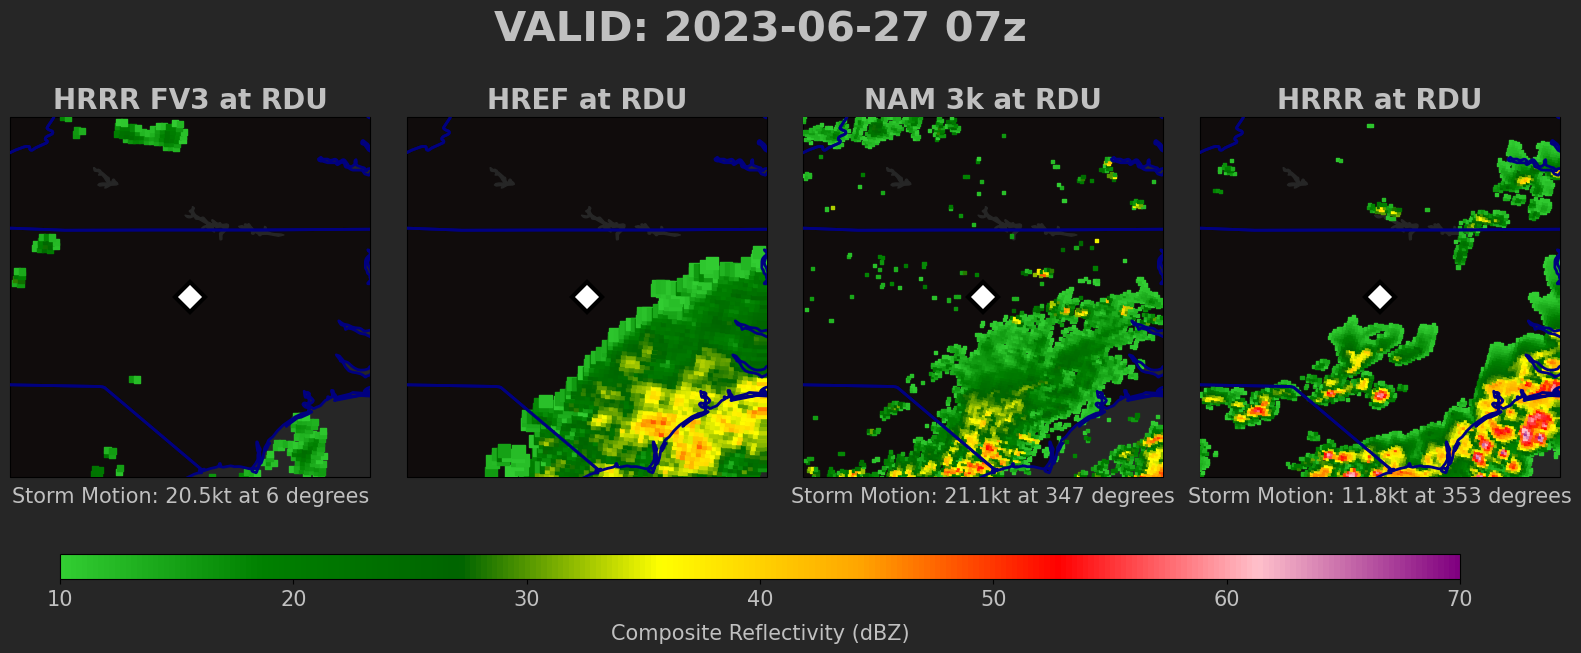 VALID: 2023-06-27 07z
HRRR FV3 at RDU
HREF at RDU
NAM 3k at RDU
HRRR at RDU
Storm Motion: 20.5kt at 6 degrees
Storm Motion: 21.1kt at 347 degrees
Storm Motion: 11.8kt at 353 degrees
10 20 30 40 50 60 70
Composite Reflectivity (dBZ)